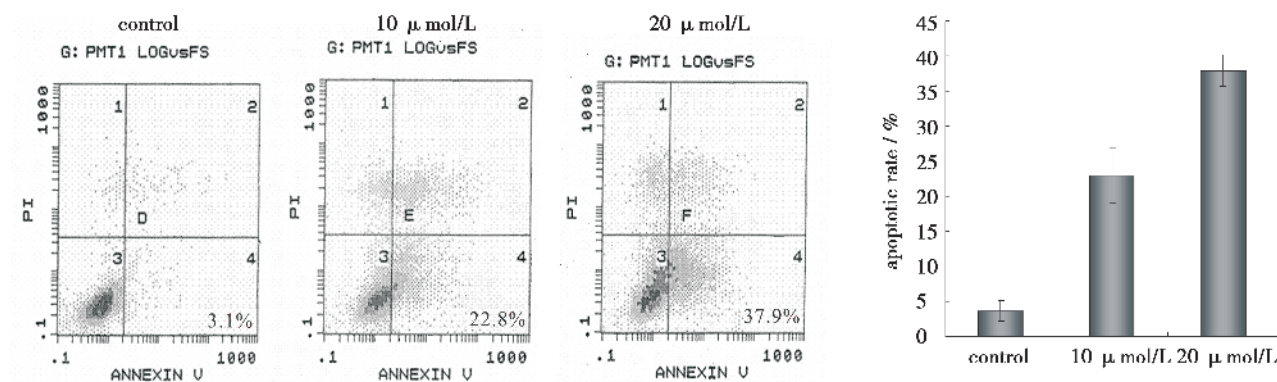 control
G: PMT1 LOGvsFS
1000
PI
.1
1
2
D
3
4
3.1%
.1
1000
ANNEXIN V
10 μ mol/L
G: PMT1 LOGvsFS
1000
PI
.1
1
2
E
3
4
22.8%
.1
1000
ANNEXIN V
20 μ mol/L
G: PMT1 LOGvsFS
1000
PI
.1
1
2
F
3
4
37.9%
.1
1000
ANNEXIN V
apoptotic rate / %
45
40
35
30
25
20
15
10
5
0
control
10 μ mol/L
20 μ mol/L